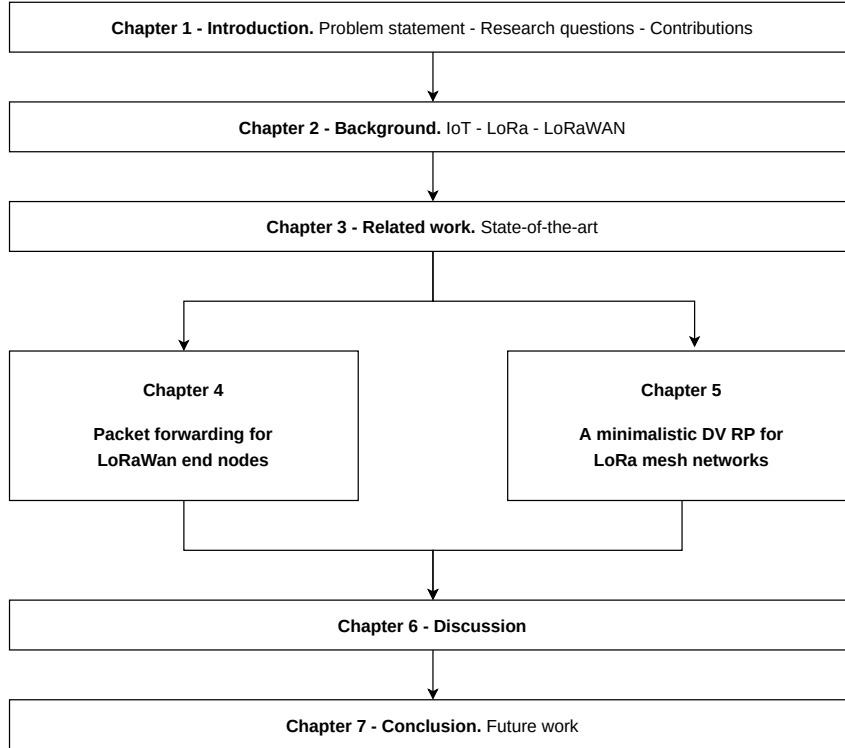 Chapter 1 - Introduction. Problem statement - Research questions - Contributions
Chapter 2 - Background. IoT - LoRa - LoRaWAN
Chapter 3 - Related work. State-of-the-art
Chapter 4
Packet forwarding for
LoRaWan end nodes
Chapter 5
A minimalistic DV RP for
LoRa mesh networks
Chapter 6 - Discussion
Chapter 7 - Conclusion. Future work